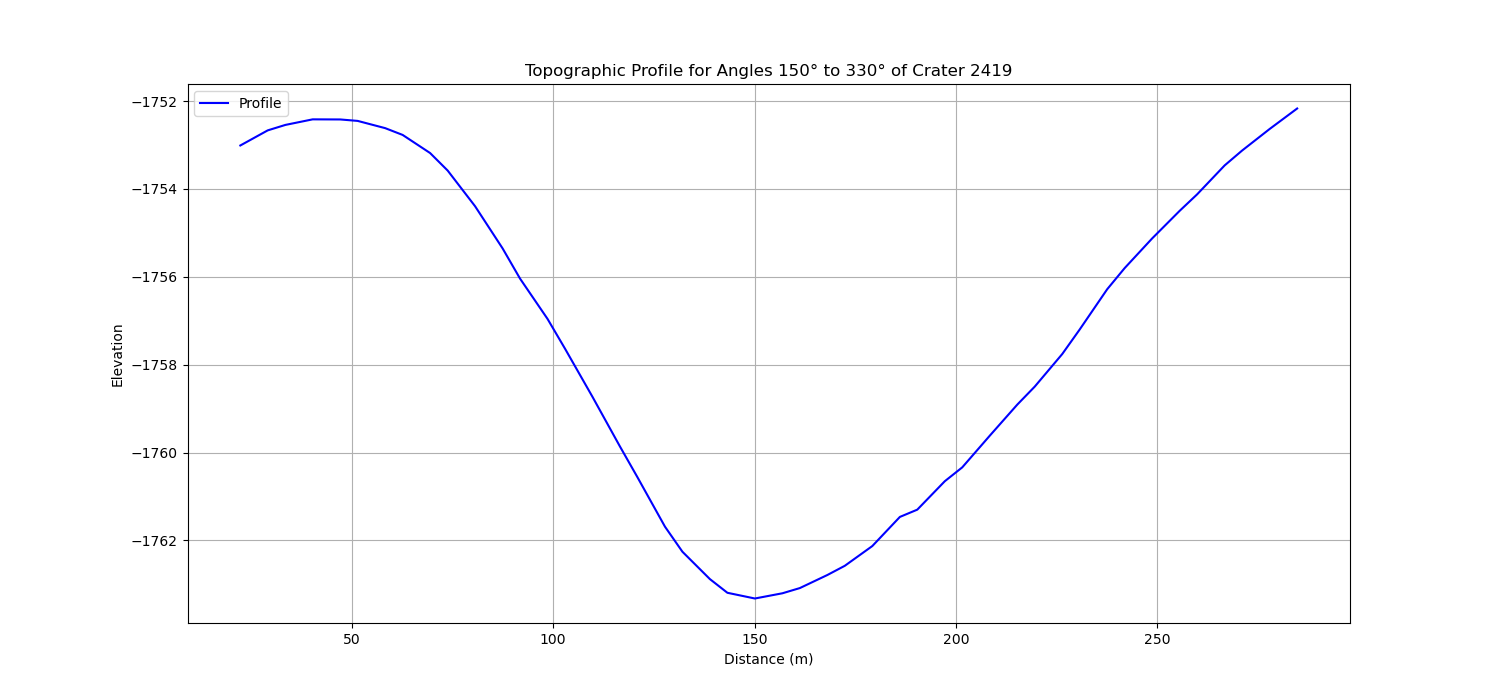 Topographic Profile for Angles 150° to 330° of Crater 2419
Profile
−1752
−1754
−1756
−1758
−1760
−1762
Elevation
50 100 150 200 250
Distance (m)